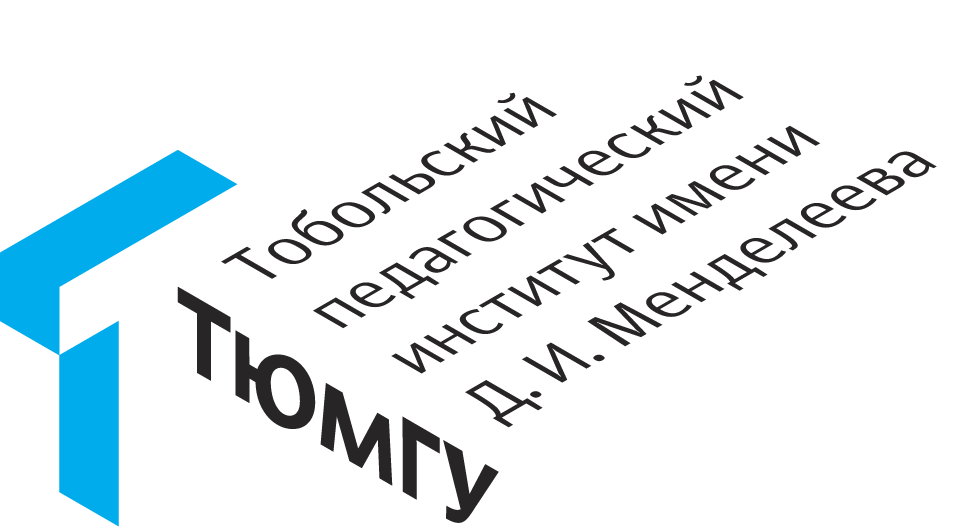 Тобольский
педагогический
институт имени
Д. И. Менделеева
ТЮМГУ